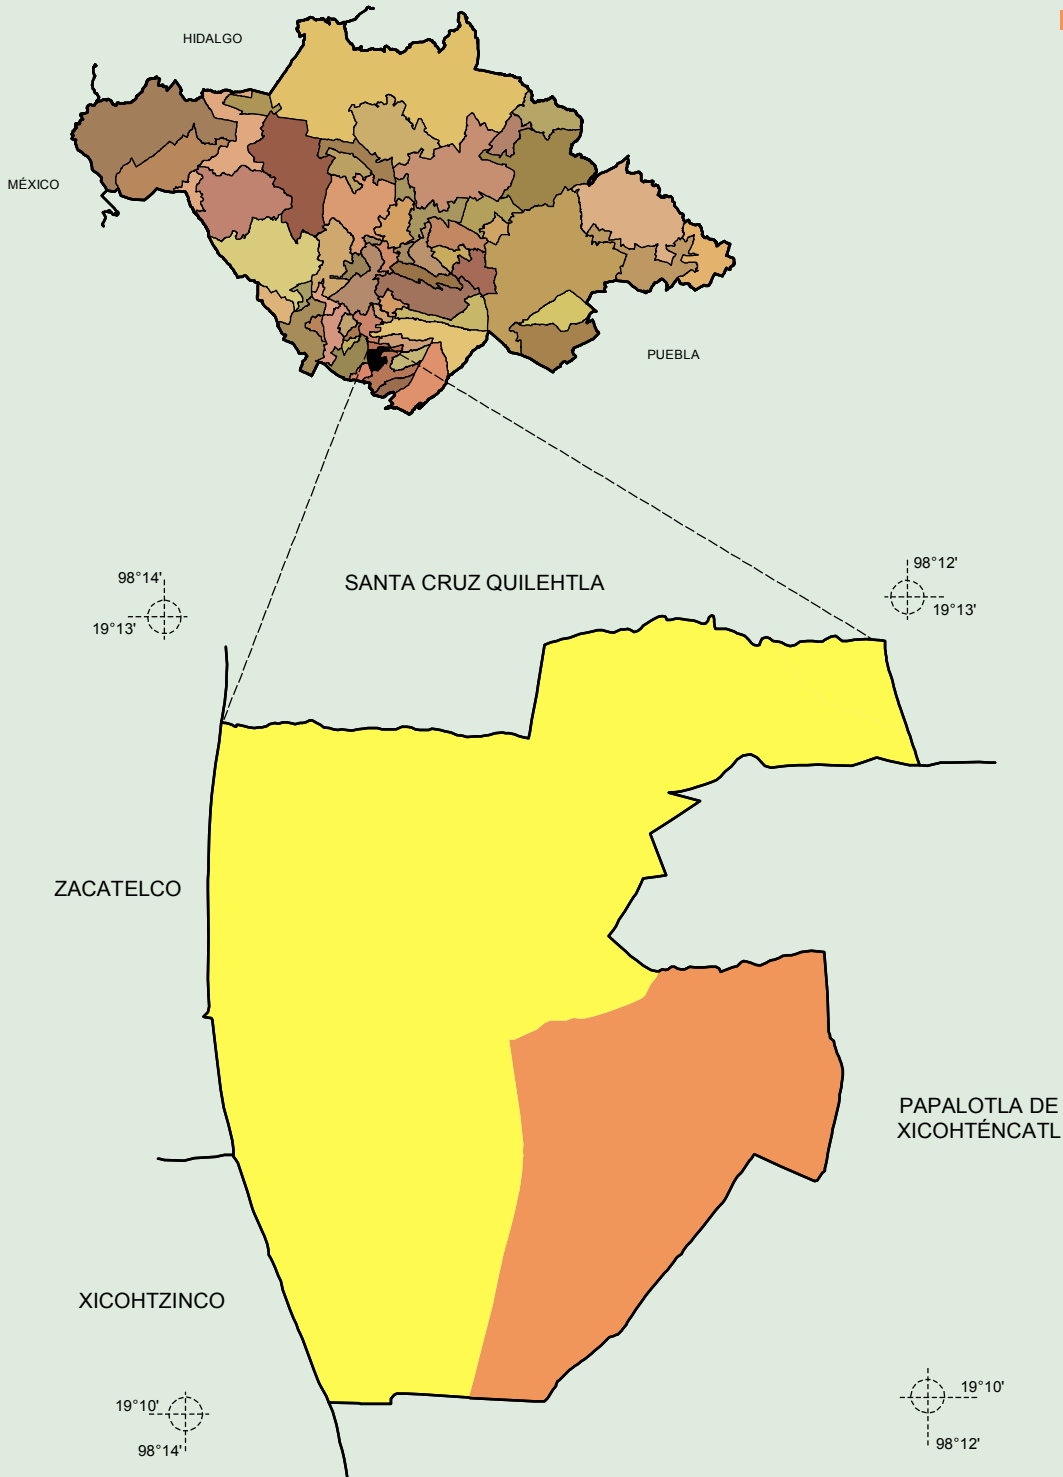 HIDALGO
MÉXICO
PUEBLA
98°14'
19°13'
SANTA CRUZ QUILEHTLA
98°12'
19°13'
ZACATELCO
PAPALOTLA DE
XICOHTÉNCATL
XICOHTZINCO
19°10'
98°14'
19°10'
98°12'